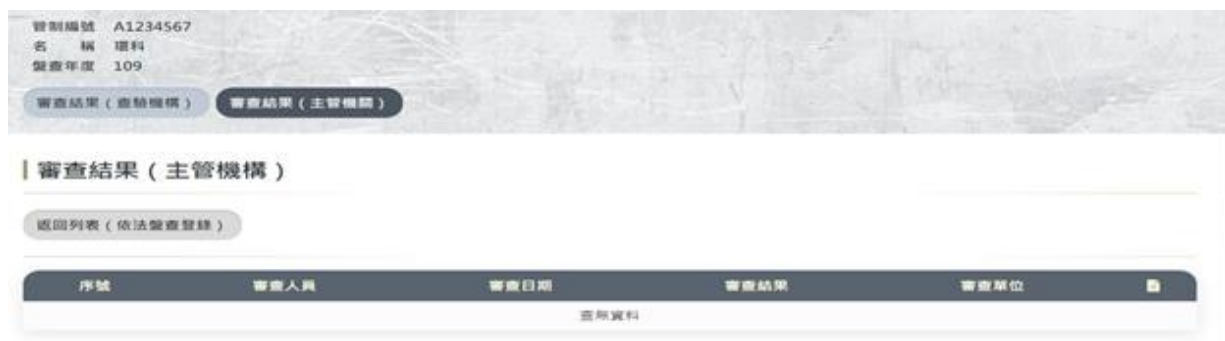 管制編號 A1234567
名 稱 環科
盤查年度 109
審查結果(查驗機構) 審查結果(主管機關)
審查結果(主管機構)
返回列表(依法盤查登錄)
序號 審查人員 審查日期 審查結果 審查單位
查無資料